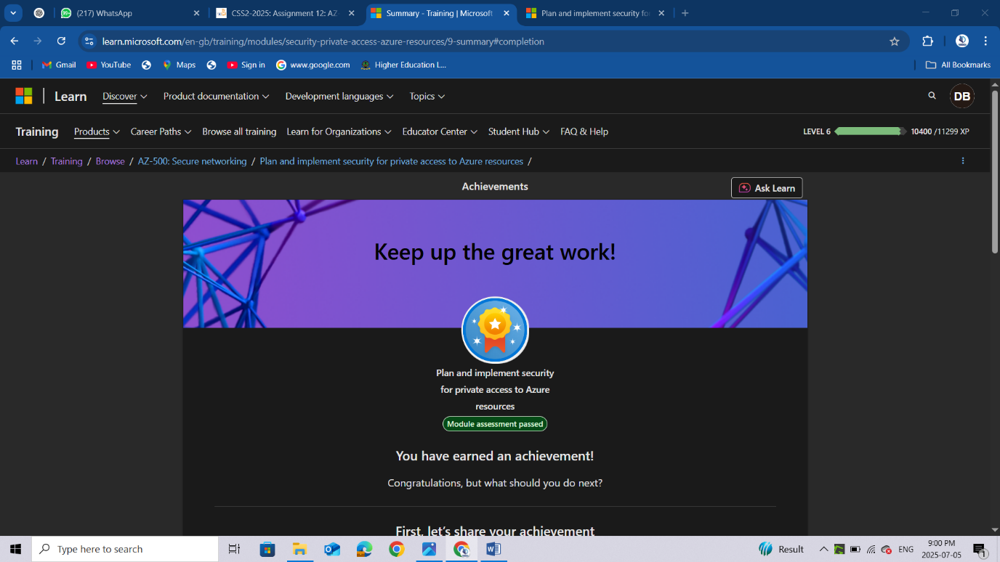 99+
(217) WhatsApp
CSS2-2025: Assignment 12: AZ
Summary - Training | Microsoft
Plan and implement security fo
learn.microsoft.com/en-gb/training/modules/security-private-access-azure-resources/9-summary#completion
Gmail
YouTube
Maps
Sign in
www.google.com
Higher Education L...
All Bookmarks
Learn
Discover
Product documentation
Development languages
Topics
DB
Training
Products
Career Paths
Browse all training
Learn for Organizations
Educator Center
Student Hub
FAQ & Help
LEVEL 6
10400 /11299 XP
Learn / Training / Browse / AZ-500: Secure networking / Plan and implement security for private access to Azure resources /
Achievements
Ask Learn
Keep up the great work!
Plan and implement security
for private access to Azure
resources
Module assessment passed
You have earned an achievement!
Congratulations, but what should you do next?
First, let's share your achievement
Type here to search
Result
ENG
9:00 PM
2025-07-05
1